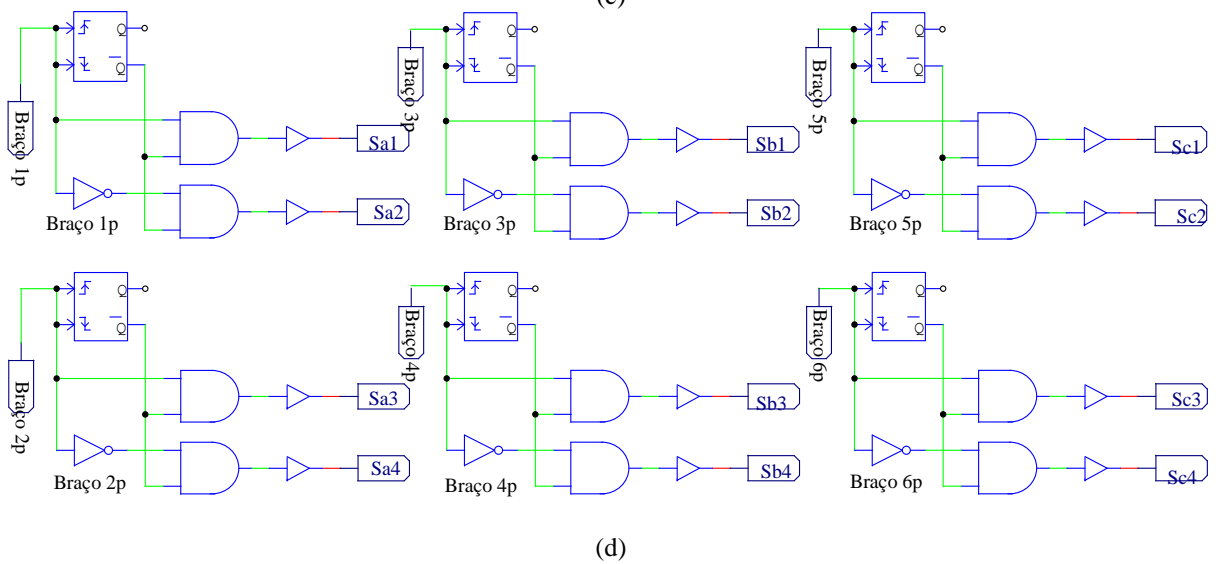 (c)
Braço 1p
Q
Q
Sa1
Sa2
Braço 1p
Braço 3p
Q
Q
Sb1
Sb2
Braço 3p
Braço 5p
Q
Q
Sc1
Sc2
Braço 5p
Braço 2p
Q
Q
Sa3
Sa4
Braço 2p
Braço 4p
Q
Q
Sb3
Sb4
Braço 4p
Braço 6p
Q
Q
Sc3
Sc4
Braço 6p
(d)